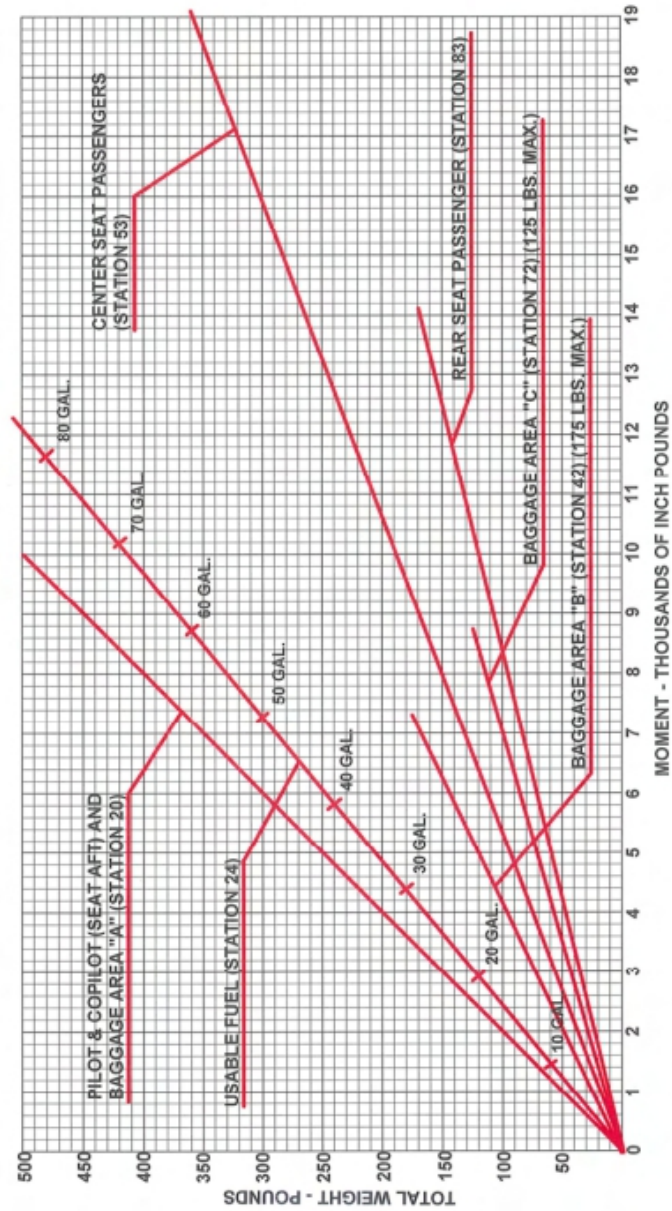 TOTAL WEIGHT - POUNDS
500
450
400
350
300
250
200
150
100
50
PILOT & COPILOT (SEAT AFT) AND
BAGGAGE AREA "A" (STATION 20)
USABLE FUEL (STATION 24)
10 GAL.
20 GAL.
30 GAL.
40 GAL.
50 GAL.
60 GAL.
70 GAL.
80 GAL.
CENTER SEAT PASSENGERS
(STATION 53)
REAR SEAT PASSENGER (STATION 83)
BAGGAGE AREA "C" (STATION 72) (125 LBS. MAX.)
BAGGAGE AREA "B" (STATION 42) (175 LBS. MAX.)
0 1 2 3 4 5 6 7 8 9 10 11 12 13 14 15 16 17 18 19
MOMENT - THOUSANDS OF INCH POUNDS